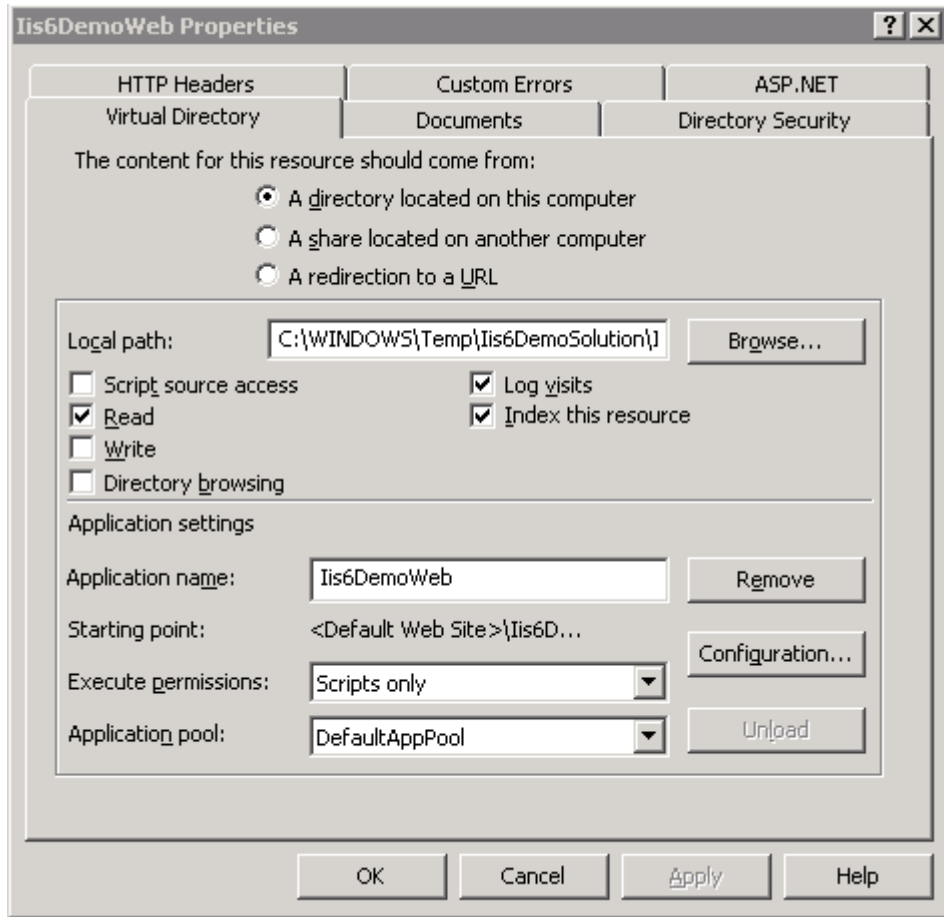 Iis6DemoWeb Properties
HTTP Headers Custom Errors ASP.NET
Virtual Directory Documents Directory Security
The content for this resource should come from:
A directory located on this computer
A share located on another computer
A redirection to a URL
Local path: C:\WINDOWS\Temp\Iis6DemoSolution\I Browse...
Script source access Log visits
Read Index this resource
Write
Directory browsing
Application settings
Application name: Iis6DemoWeb Remove
Starting point: <Default Web Site>\Iis6D...
Configuration...
Execute permissions: Scripts only
Application pool: DefaultAppPool Unload
OK Cancel Apply Help